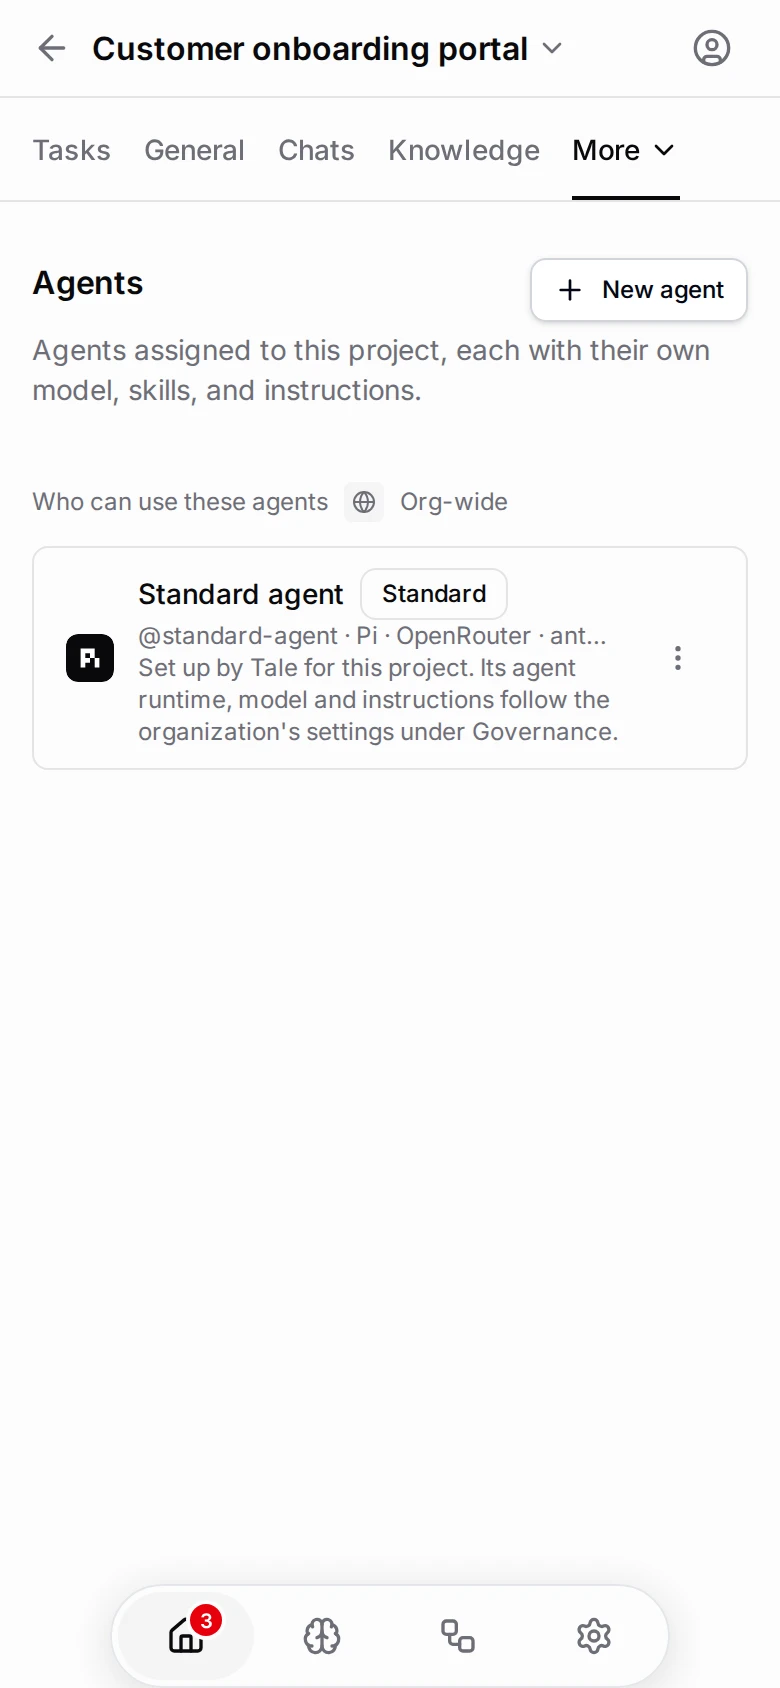 Customer onboarding portal
Tasks General Chats Knowledge More
Agents
New agent
Agents assigned to this project, each with their own
model, skills, and instructions.
Who can use these agents Org-wide
Standard agent Standard
@standard-agent · Pi · OpenRouter · ant...
Set up by Tale for this project. Its agent
runtime, model and instructions follow the
organization's settings under Governance.
3